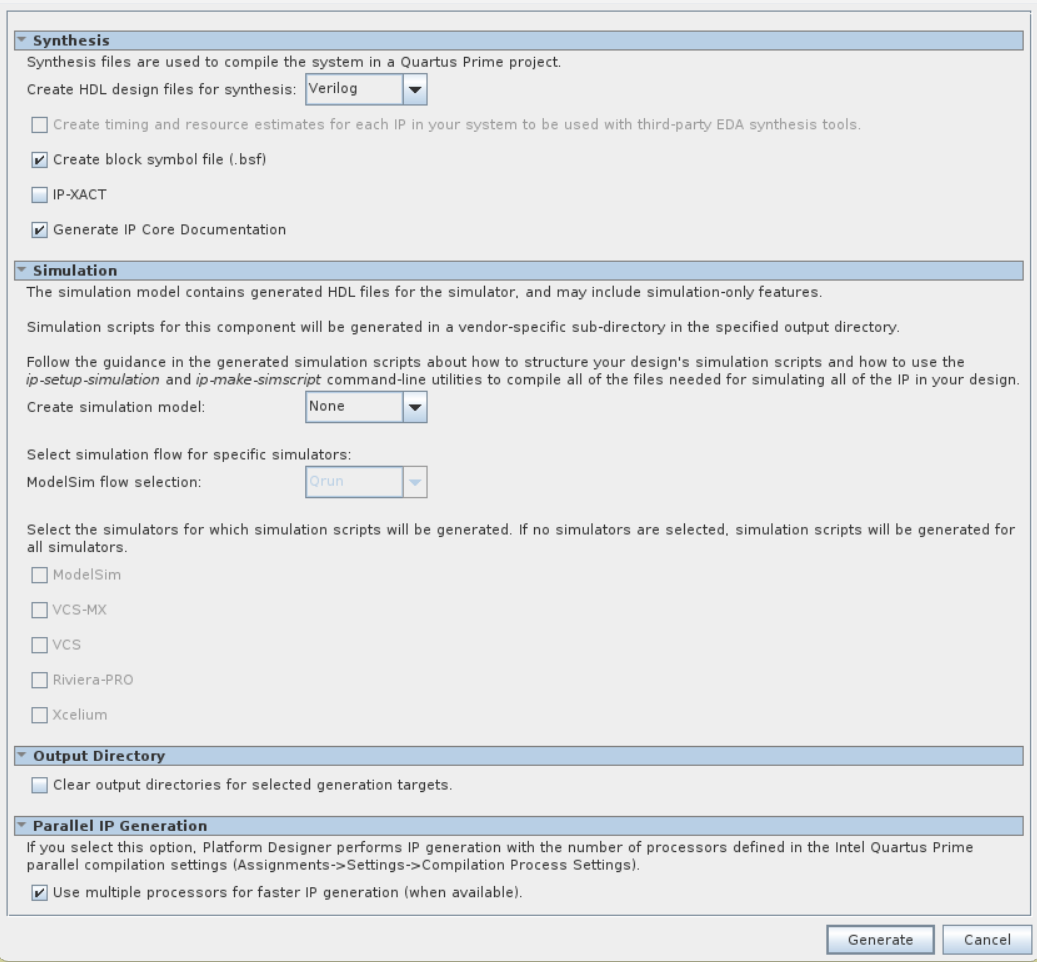 Synthesis
Synthesis files are used to compile the system in a Quartus Prime project.
Create HDL design files for synthesis: Verilog
Create timing and resource estimates for each IP in your system to be used with third-party EDA synthesis tools.
Create block symbol file (.bsf)
IP-XACT
Generate IP Core Documentation
Simulation
The simulation model contains generated HDL files for the simulator, and may include simulation-only features.
Simulation scripts for this component will be generated in a vendor-specific sub-directory in the specified output directory.
Follow the guidance in the generated simulation scripts about how to structure your design's simulation scripts and how to use the
ip-setup-simulation and ip-make-simscript command-line utilities to compile all of the files needed for simulating all of the IP in your design.
Create simulation model: None
Select simulation flow for specific simulators:
ModelSim flow selection: Qrun
Select the simulators for which simulation scripts will be generated. If no simulators are selected, simulation scripts will be generated for
all simulators.
ModelSim
VCS-MX
VCS
Riviera-PRO
Xcelium
Output Directory
Clear output directories for selected generation targets.
Parallel IP Generation
If you select this option, Platform Designer performs IP generation with the number of processors defined in the Intel Quartus Prime
parallel compilation settings (Assignments->Settings->Compilation Process Settings).
Use multiple processors for faster IP generation (when available).
Generate Cancel